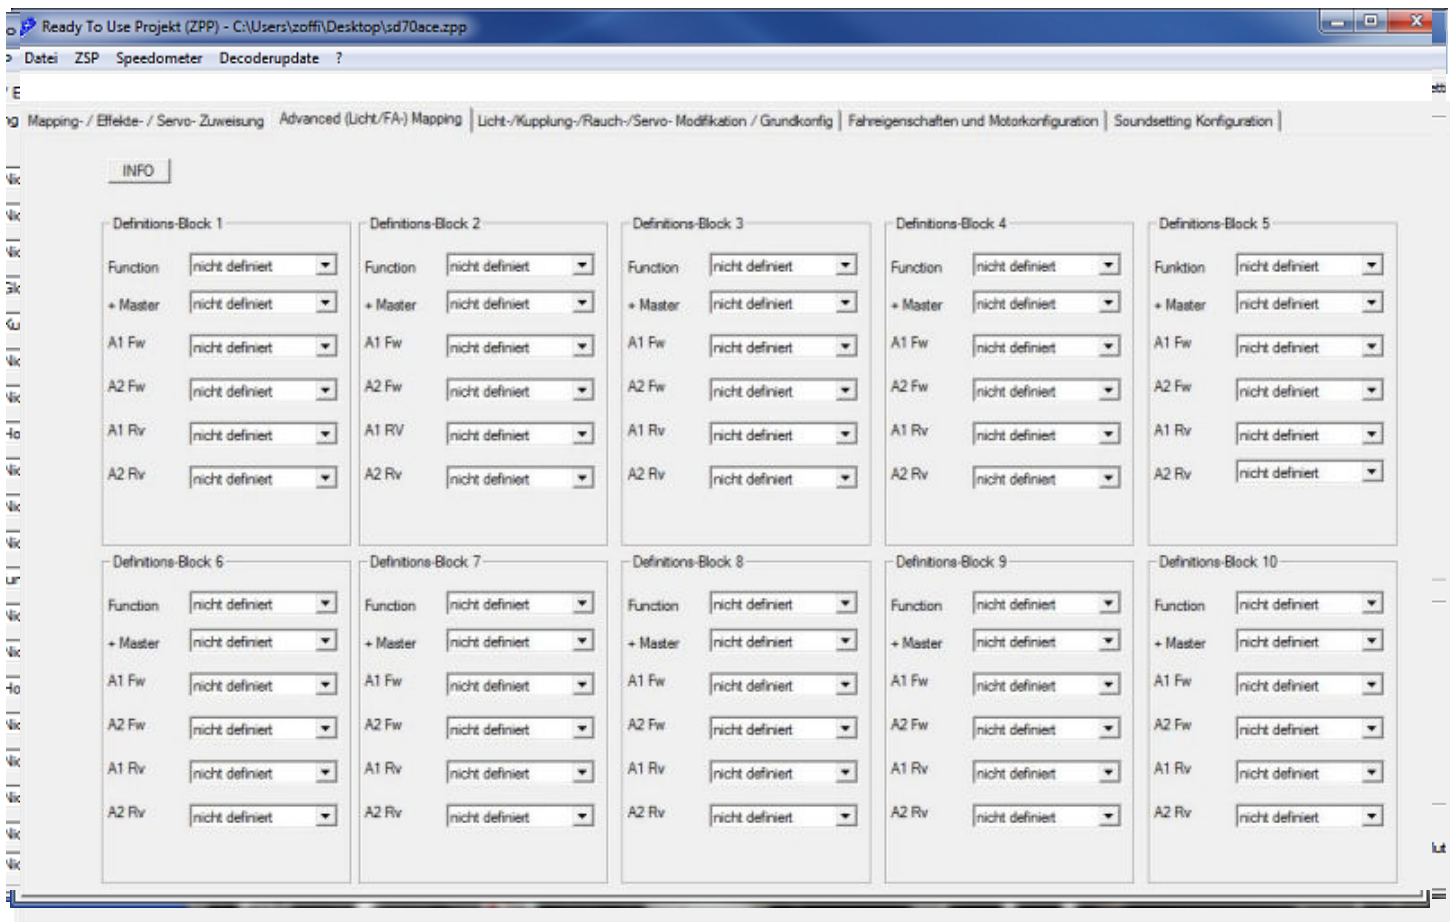 Ready To Use Projekt (ZPP) - C:\Users\zoffi\Desktop\sd70ace.zpp
Datei ZSP Speedometer Decoderupdate ?
Mapping- / Effekte- / Servo- Zuweisung Advanced (Licht/FA-) Mapping Licht-/Kupplung-/Rauch-/Servo- Modifikation / Grundkonfig Fahreigenschaften und Motorkonfiguration Soundsetting Konfiguration
INFO
Definitions-Block 1 Definitions-Block 2 Definitions-Block 3 Definitions-Block 4 Definitions-Block 5
Function nicht definiert Function nicht definiert Function nicht definiert Function nicht definiert Funktion nicht definiert
+ Master nicht definiert + Master nicht definiert + Master nicht definiert + Master nicht definiert + Master nicht definiert
A1 Fw nicht definiert A1 Fw nicht definiert A1 Fw nicht definiert A1 Fw nicht definiert A1 Fw nicht definiert
A2 Fw nicht definiert A2 Fw nicht definiert A2 Fw nicht definiert A2 Fw nicht definiert A2 Fw nicht definiert
A1 Rv nicht definiert A1 RV nicht definiert A1 Rv nicht definiert A1 Rv nicht definiert A1 Rv nicht definiert
A2 Rv nicht definiert A2 Rv nicht definiert A2 Rv nicht definiert A2 Rv nicht definiert A2 Rv nicht definiert
Definitions-Block 6 Definitions-Block 7 Definitions-Block 8 Definitions-Block 9 Definitions-Block 10
Function nicht definiert Function nicht definiert Function nicht definiert Function nicht definiert Function nicht definiert
+ Master nicht definiert + Master nicht definiert + Master nicht definiert + Master nicht definiert + Master nicht definiert
A1 Fw nicht definiert A1 Fw nicht definiert A1 Fw nicht definiert A1 Fw nicht definiert A1 Fw nicht definiert
A2 Fw nicht definiert A2 Fw nicht definiert A2 Fw nicht definiert A2 Fw nicht definiert A2 Fw nicht definiert
A1 Rv nicht definiert A1 Rv nicht definiert A1 Rv nicht definiert A1 Rv nicht definiert A1 Rv nicht definiert
A2 Rv nicht definiert A2 Rv nicht definiert A2 Rv nicht definiert A2 Rv nicht definiert A2 Rv nicht definiert